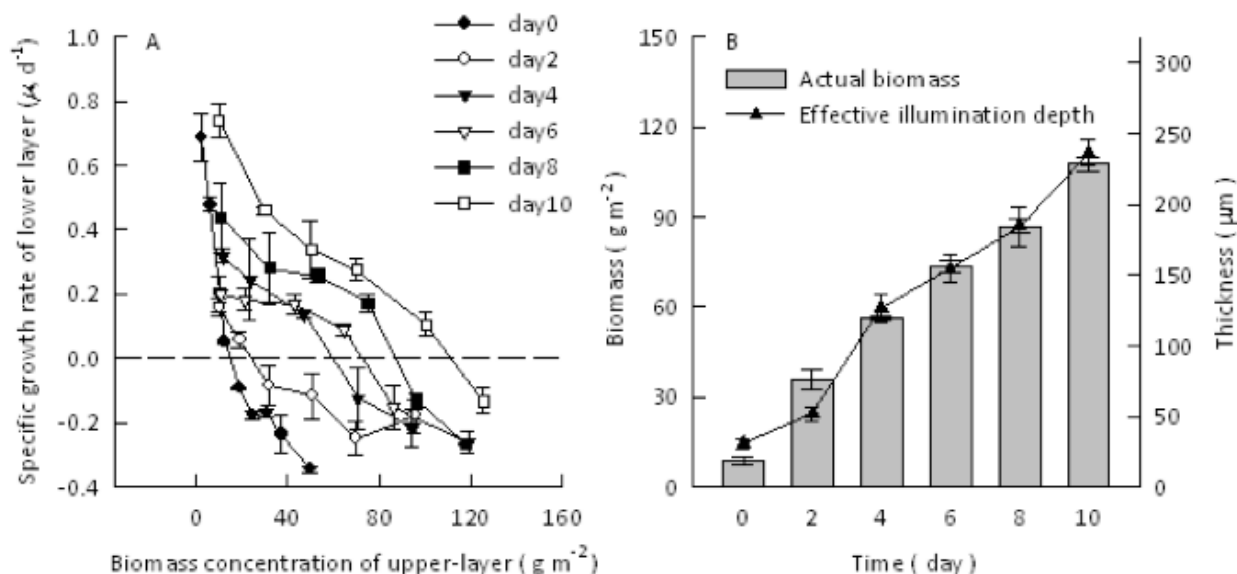 A
day0
day2
day4
day6
day8
day10
Specific growth rate of lower layer ( μ, d⁻¹)
1.0
0.8
0.6
0.4
0.2
0.0
-0.2
-0.4
0 40 80 120 160
Biomass concentration of upper-layer ( g m⁻²)
B
Actual biomass
Effective illumination depth
Biomass ( g m⁻²)
150
120
90
60
30
0
Thickness ( μm)
300
250
200
150
100
50
0
0 2 4 6 8 10
Time ( day )